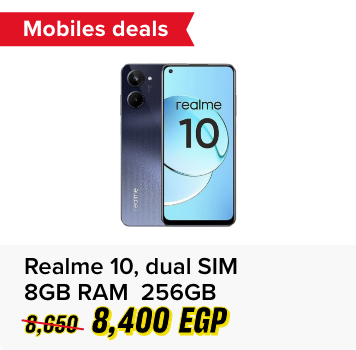 Mobiles deals
realme
10
realme
Realme 10, dual SIM
8GB RAM 256GB
8,650 8,400 EGP